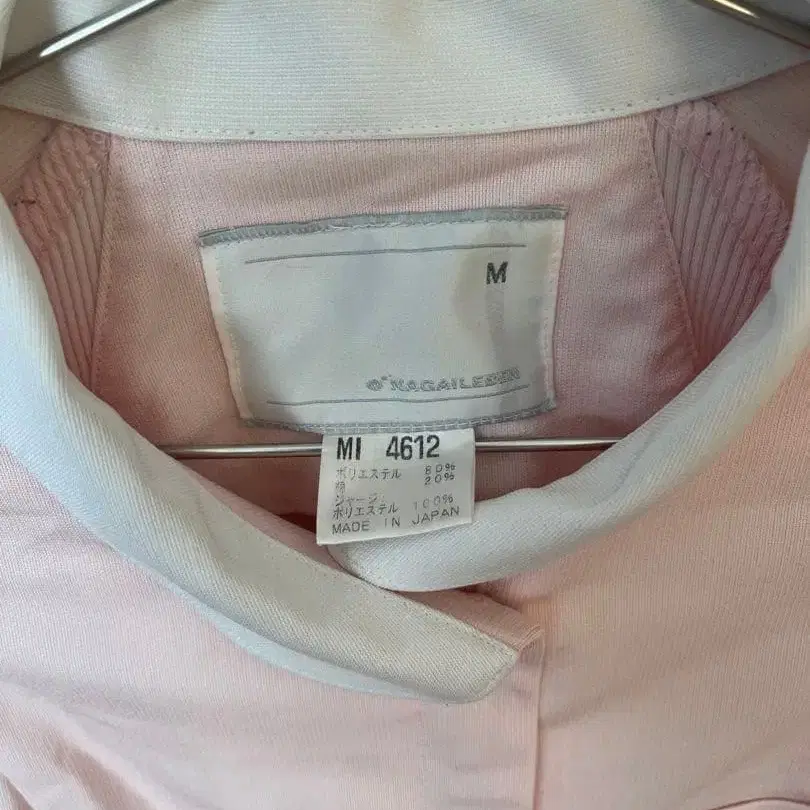 M
NAGAILEBEN
MI 4612
ポリエステル 80%
綿 20%
ジャージ
ポリエステル 100%
MADE IN JAPAN